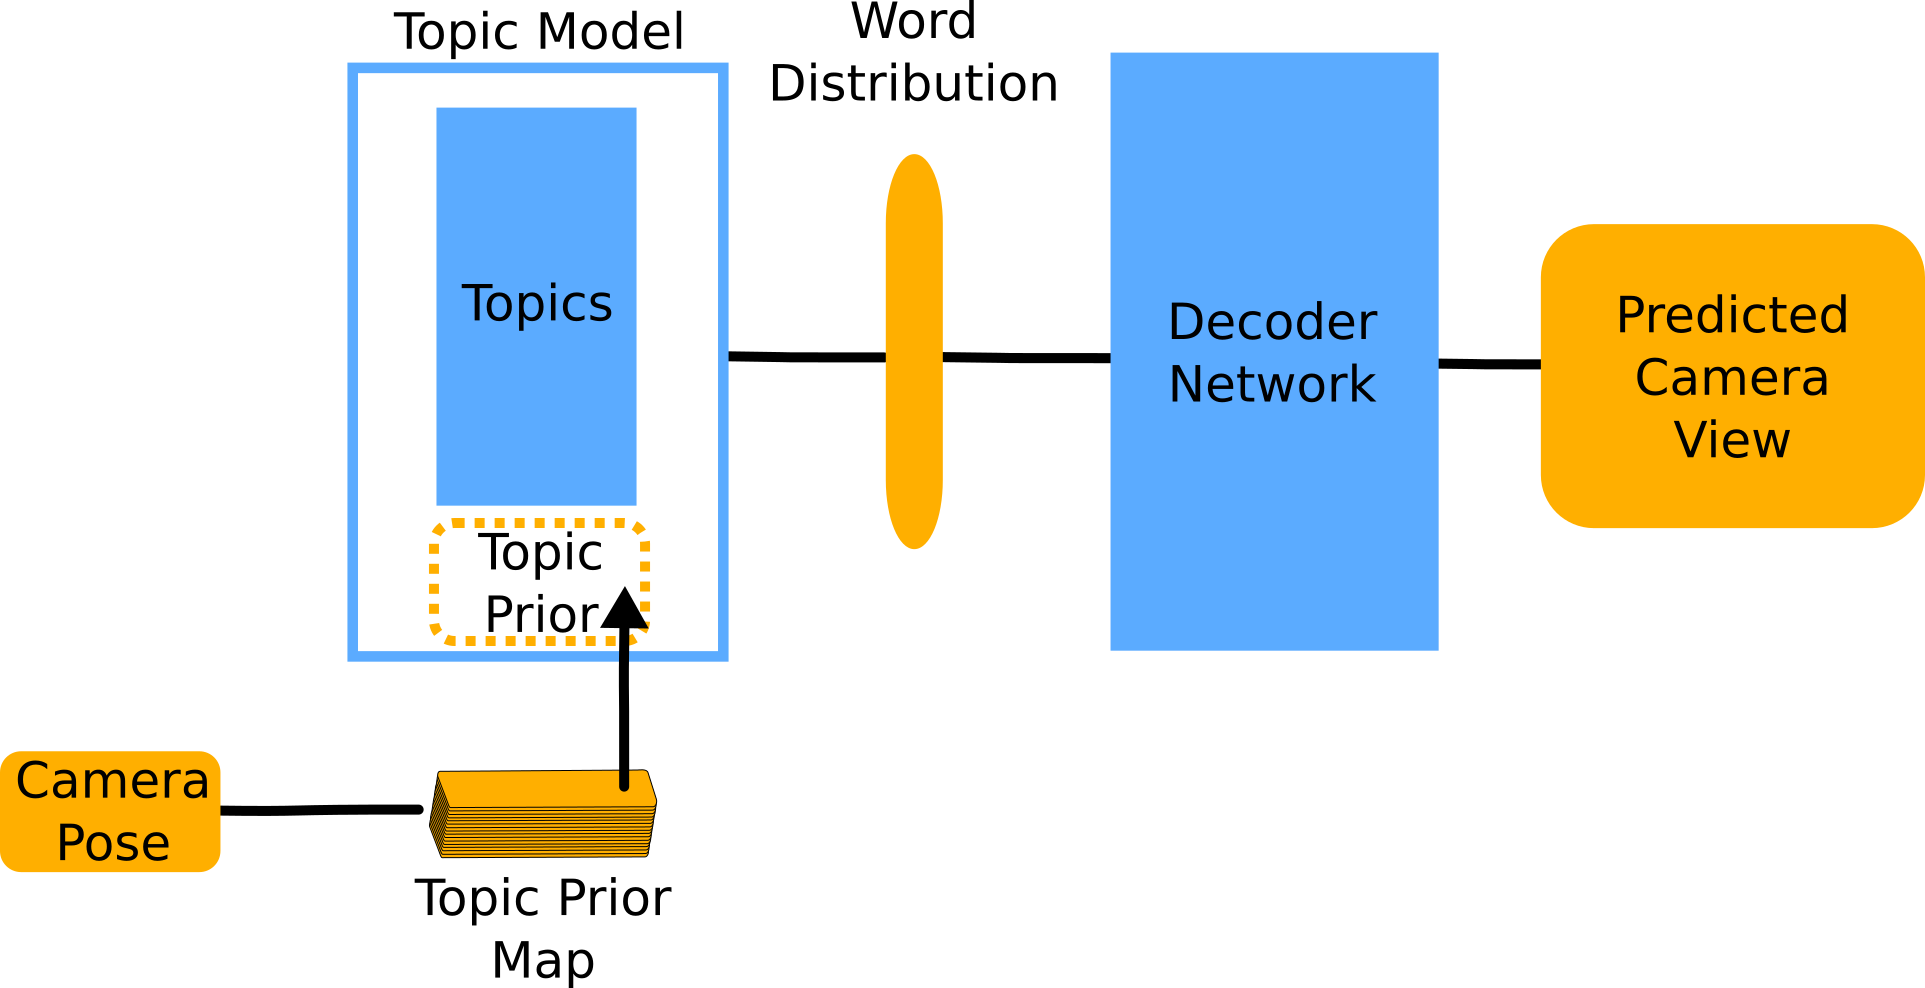 Topic Model
Word
Distribution
Topics
Topic
Prior
Decoder
Network
Predicted
Camera
View
Camera
Pose
Topic Prior
Map